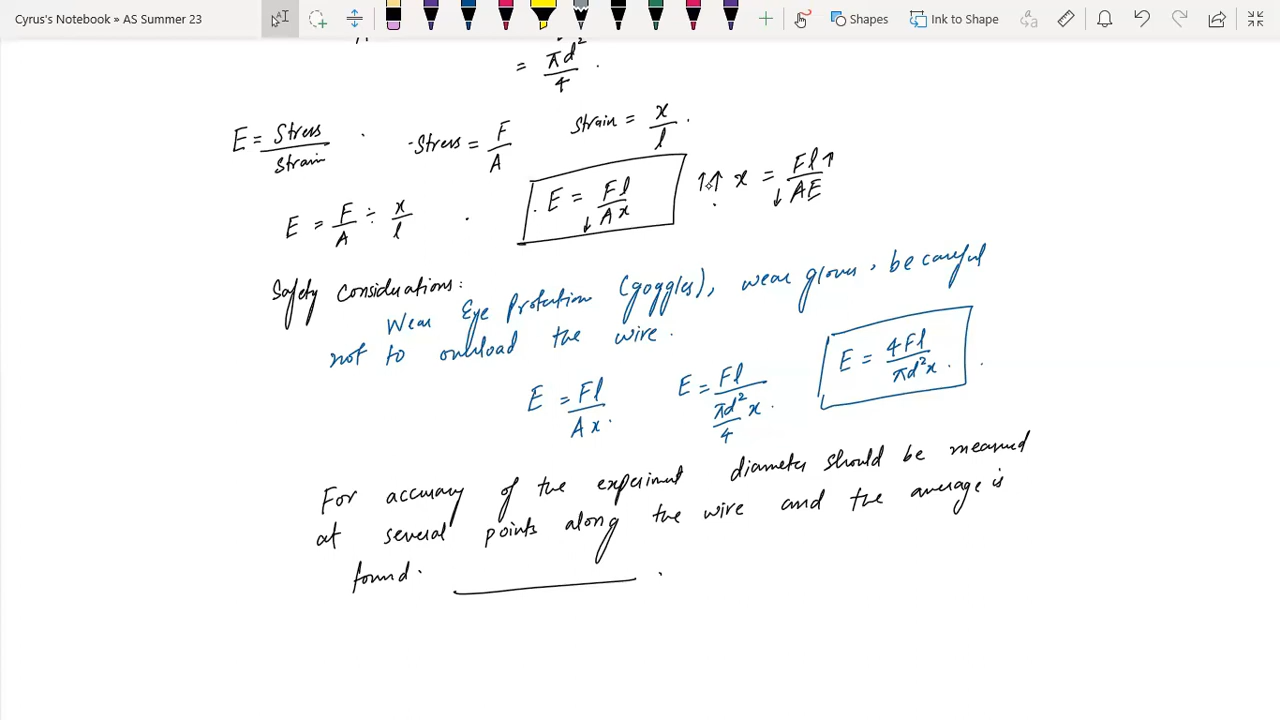 Cyrus's Notebook » AS Summer 23
Shapes
Ink to Shape
= πd²/4 .
E = Stress/Strain . Stress = F/A Strain = x/l .
E = F/A ÷ x/l . E = Fl/↓Ax ↑↑ x = Fl↑/↓AE
Safety Considerations:
Wear Eye Protection (goggles), wear gloves, be careful
not to overload the wire.
E = Fl/Ax. E = Fl/(πd²/4 x). E = 4Fl/πd²x.
For accuracy of the experiment diameter should be measured
at several points along the wire and the average is
found.